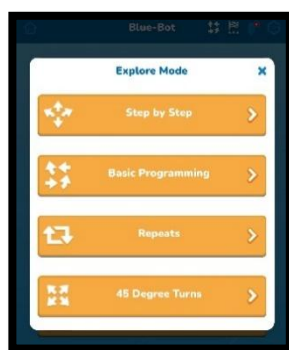 Blue-Bot
Explore Mode
Step by Step
Basic Programming
Repeats
45 Degree Turns